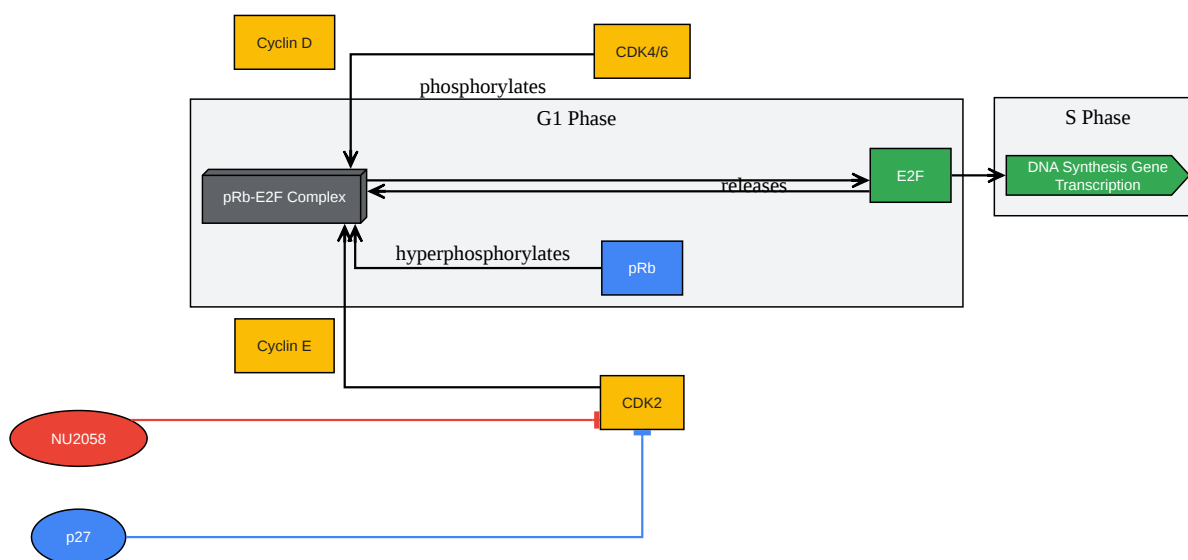 Cyclin D
CDK4/6
phosphorylates
G1 Phase
S Phase
pRb-E2F Complex
releases
E2F
DNA Synthesis Gene
Transcription
hyperphosphorylates
pRb
Cyclin E
CDK2
NU2058
p27